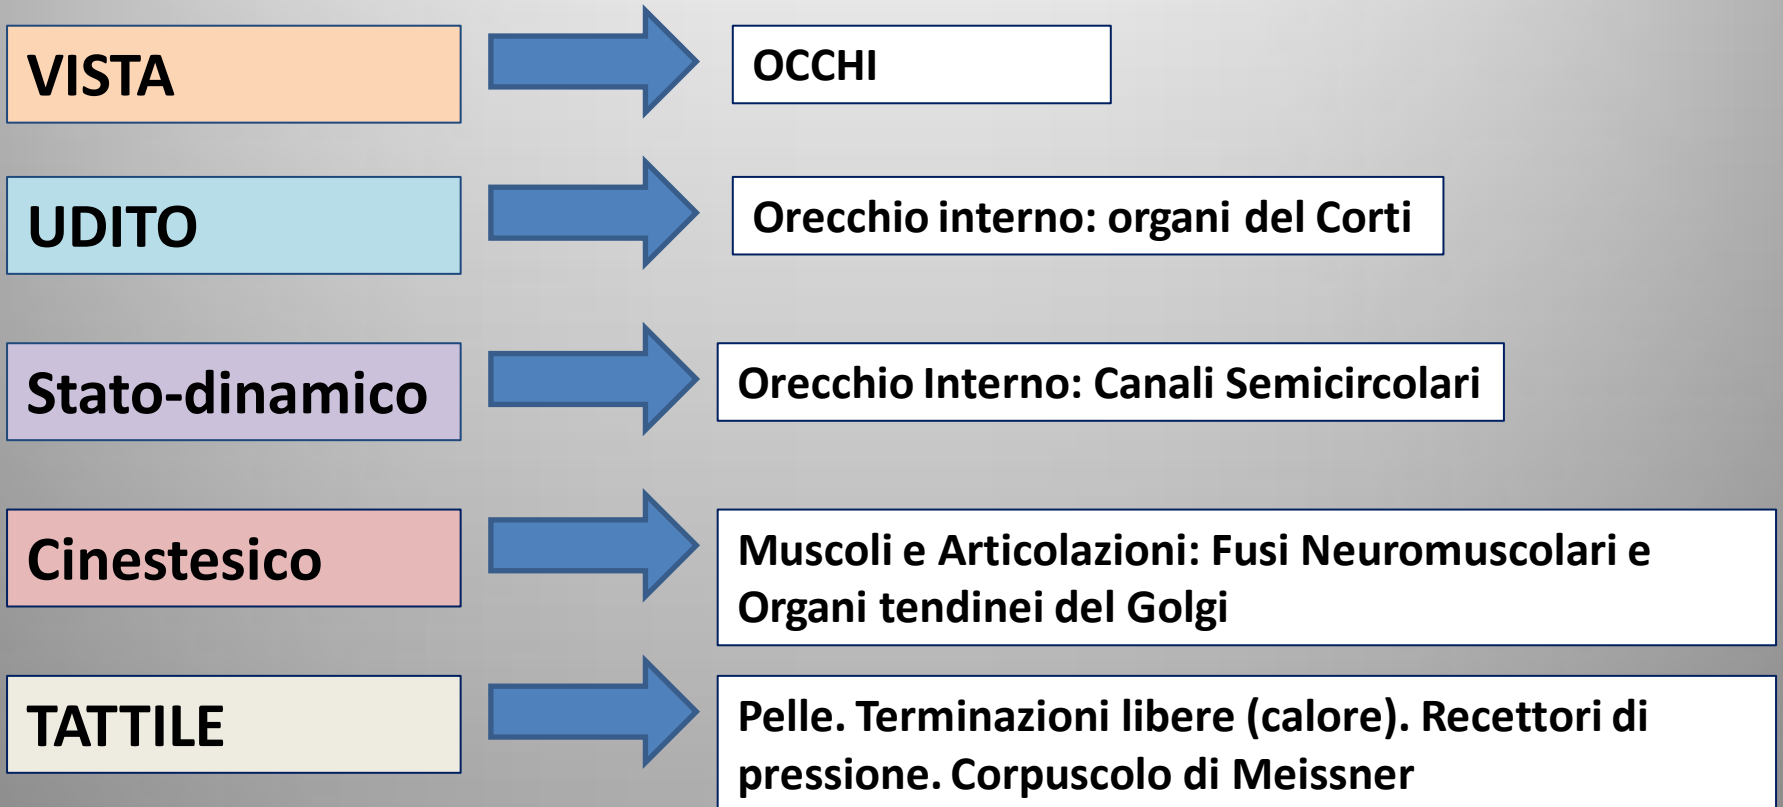 VISTA
OCCHI
UDITO
Orecchio interno: organi del Corti
Stato-dinamico
Orecchio Interno: Canali Semicircolari
Cinestesico
Muscoli e Articolazioni: Fusi Neuromuscolari e
Organi tendinei del Golgi
TATTILE
Pelle. Terminazioni libere (calore). Recettori di
pressione. Corpuscolo di Meissner